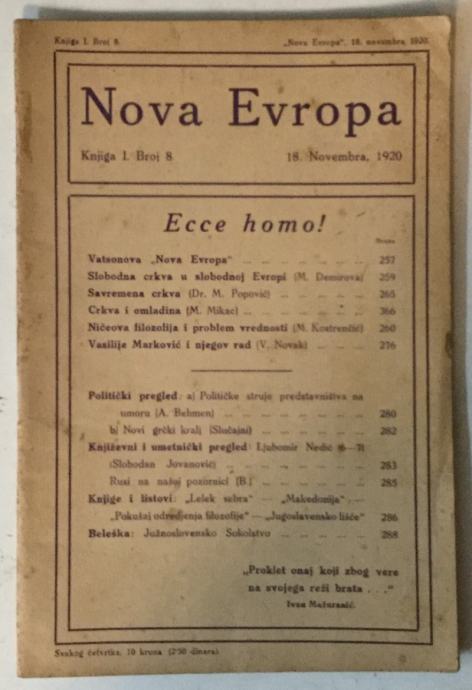 Knjiga I. Broj 8. „Nova Evropa“, 18. novembra 1920.
Nova Evropa
Knjiga I. Broj 8 18. Novembra, 1920
Ecce homo!
Strana
Vatsonova „Nova Evropa“ 257
Slobodna crkva u slobodnoj Evropi (M. Demirova) 259
Savremena crkva (Dr. M. Popović) 265
Crkva i omladina (M. Mikac) 366
Ničeova filozofija i problem vrednosti (M. Kostrenčić) 260
Vasilije Marković i njegov rad (V. Novak) 276
Politički pregled: a) Političke struje predstavništva na
umoru (A. Behmen) 280
b) Novi grčki kralj (Slučajni) 282
Književni i umetnički pregled: Ljubomir Nedić
(Slobodan Jovanović) 283
Rusi na našoj pozornici (B.) 285
Knjige i listovi: „Lelek sebra“ — „Makedonija“ —
„Pokušaj odredjenja filozofije“ — „Jugoslavensko lišće“ 286
Beleška: Južnoslovensko Sokolstvo 288
„Proklet onaj koji zbog vere
na svojega reži brata . . .“
Ivan Mažuranić.
Svakog četvrtka. 10 kruna (2·50 dinara).